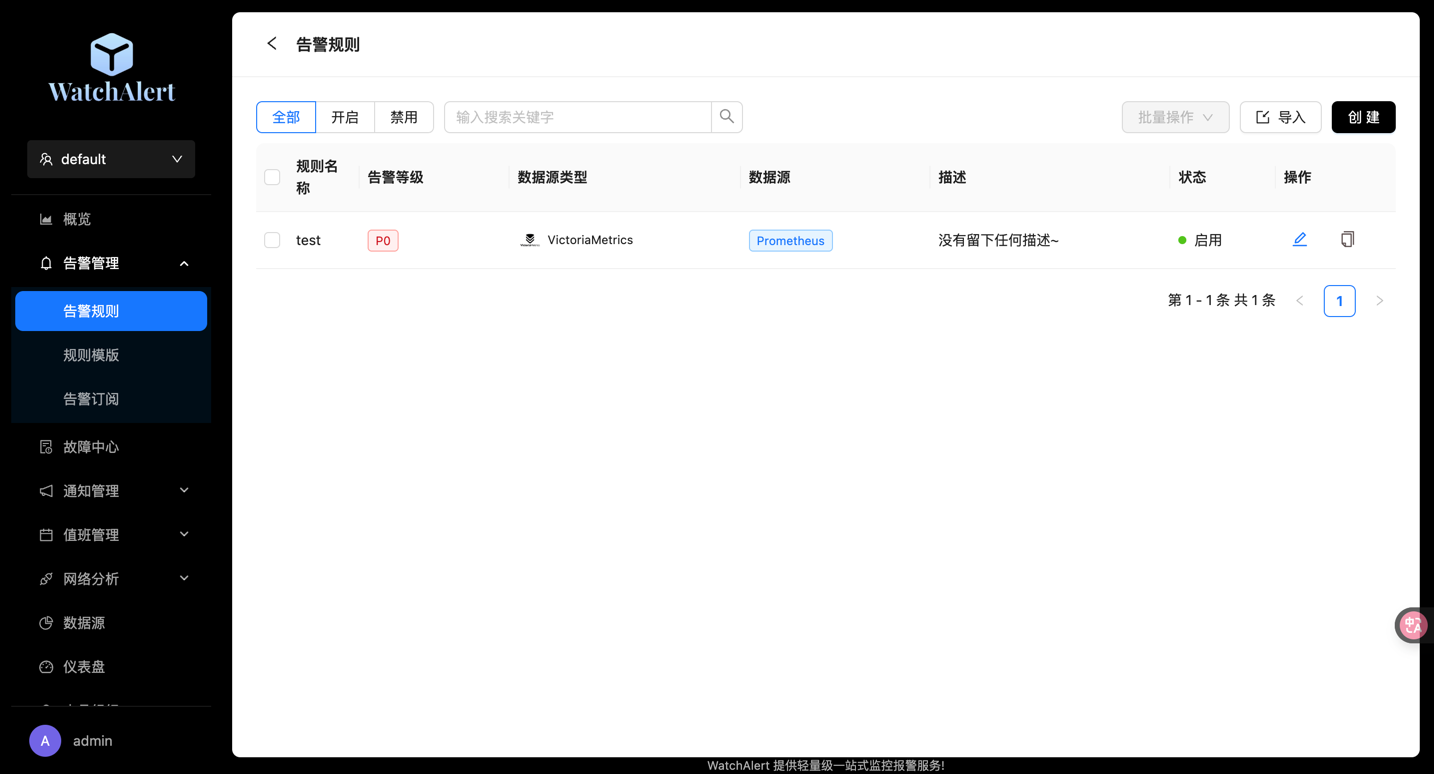 WatchAlert
default
概览
告警管理
告警规则
规则模版
告警订阅
故障中心
通知管理
值班管理
网络分析
数据源
仪表盘
A admin
告警规则
全部 开启 禁用 输入搜索关键字 批量操作 导入 创 建
规则名
称
告警等级 数据源类型 数据源 描述 状态 操作
test P0 VictoriaMetrics Prometheus 没有留下任何描述~ 启用
第 1 - 1 条 共 1 条 1
中
A
WatchAlert 提供轻量级一站式监控报警服务!